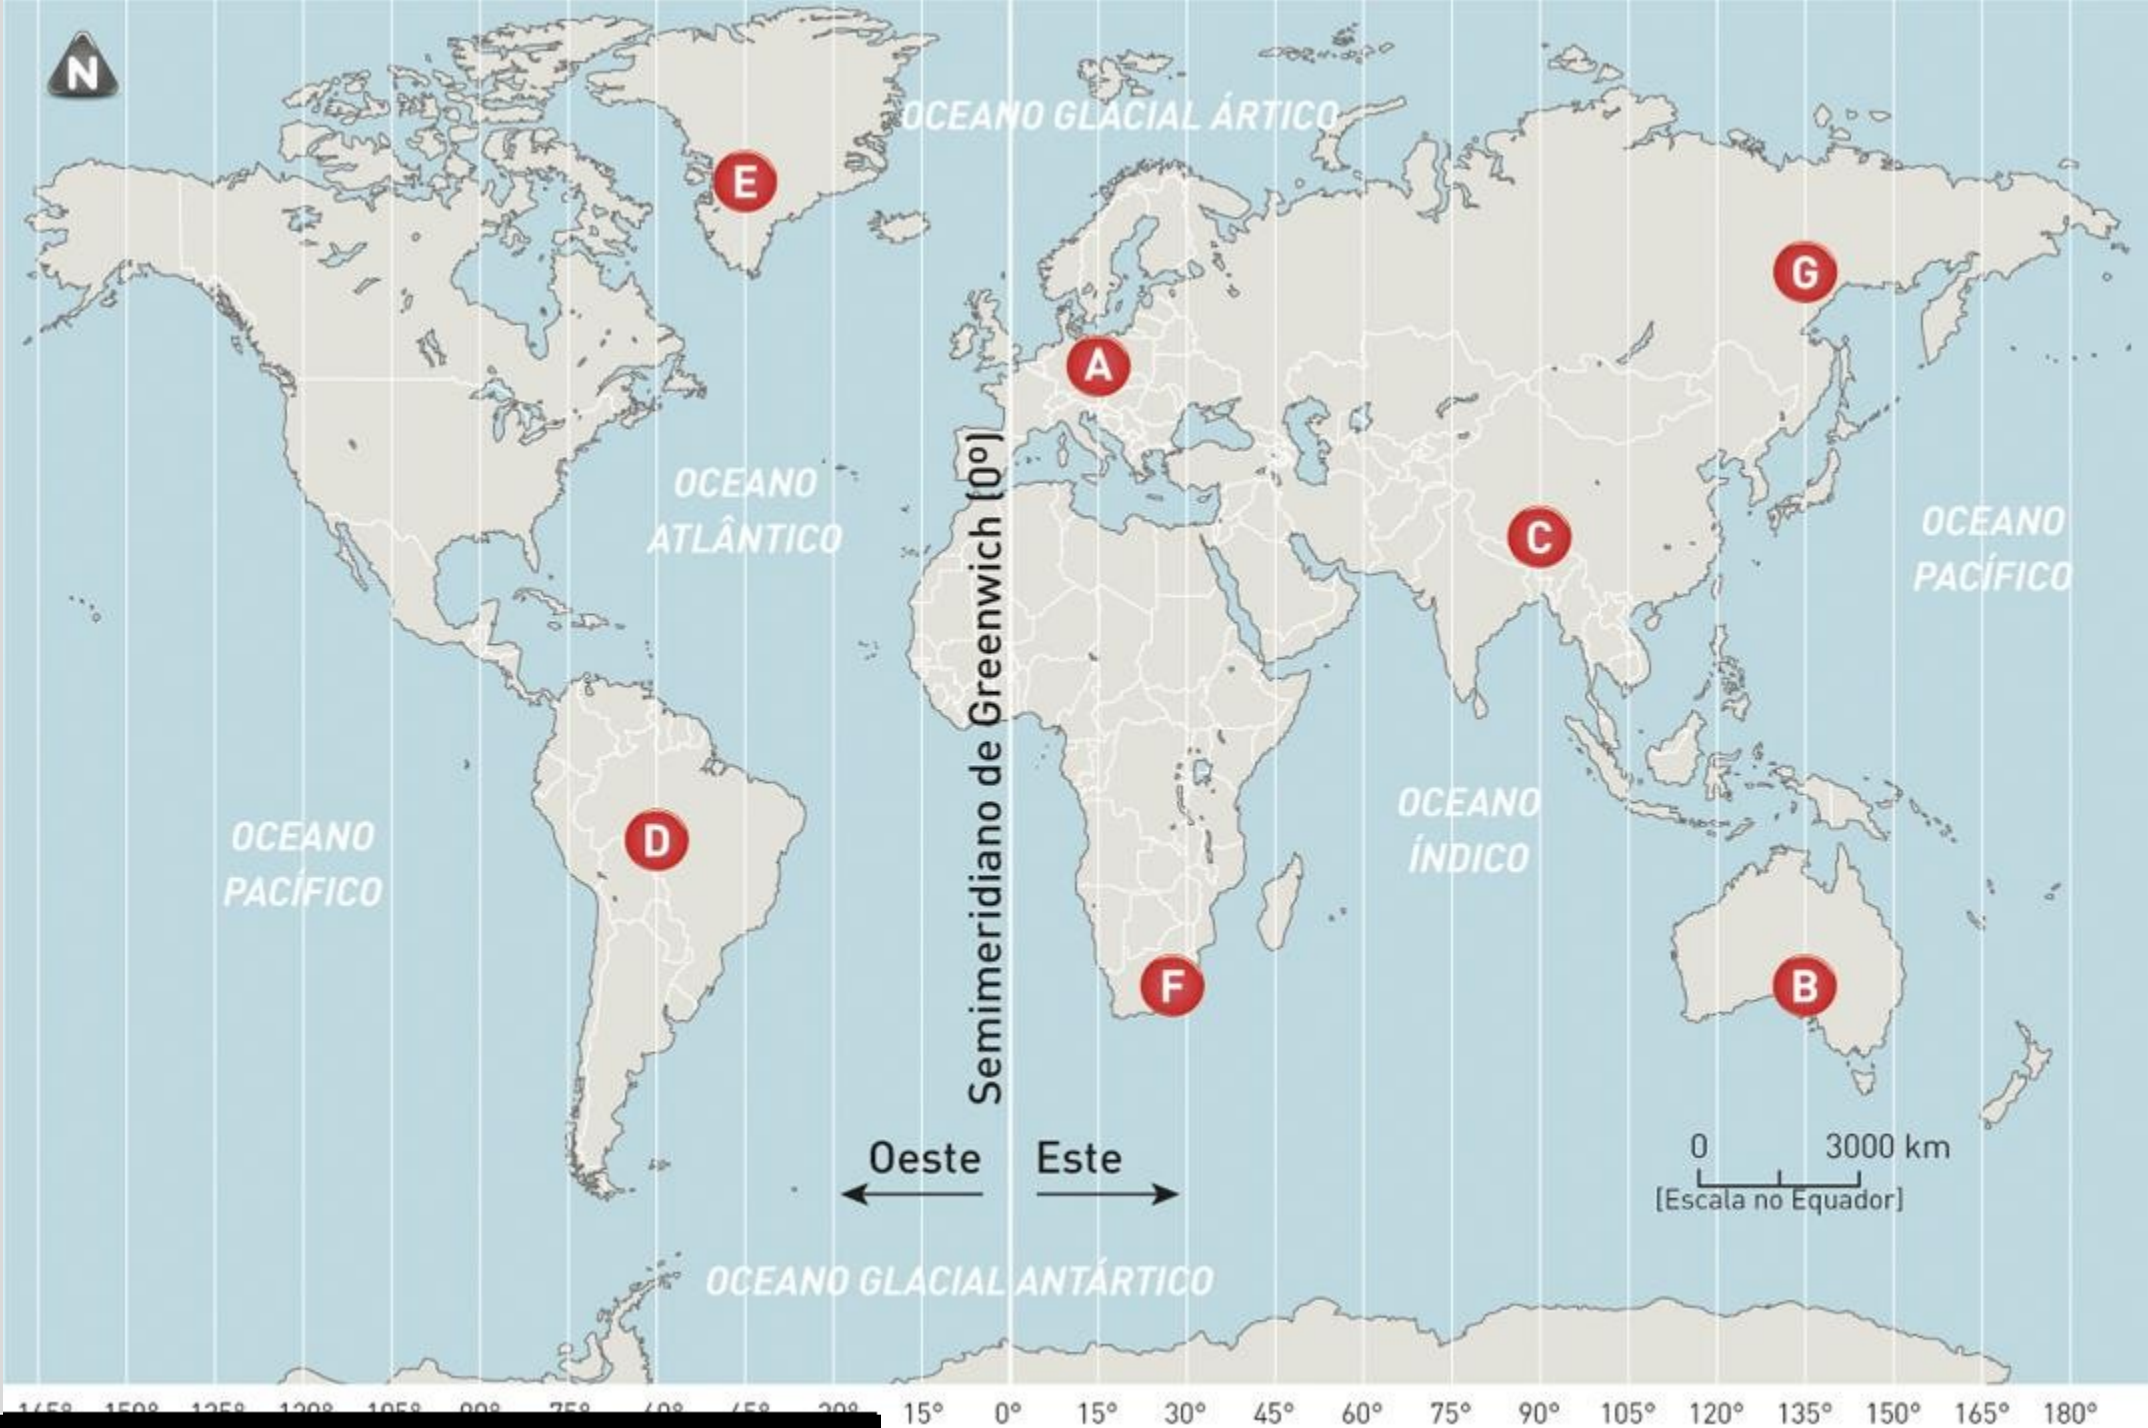 N
OCEANO GLACIAL ÁRTICO
E
G
A
OCEANO
ATLÂNTICO
Semimeridiano de Greenwich (0º)
C
OCEANO
PACÍFICO
OCEANO
PACÍFICO
D
OCEANO
ÍNDICO
F
B
Oeste
Este
0 3000 km
[Escala no Equador]
OCEANO GLACIAL ANTÁRTICO
15° 0° 15° 30° 45° 60° 75° 90° 105° 120° 135° 150° 165° 180°